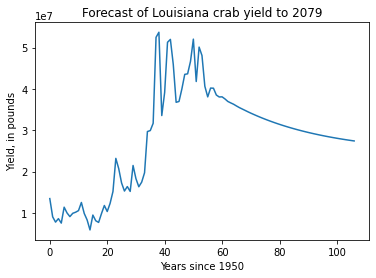 Forecast of Louisiana crab yield to 2079
1e7
5
4
3
2
1
Yield, in pounds
0 20 40 60 80 100
Years since 1950